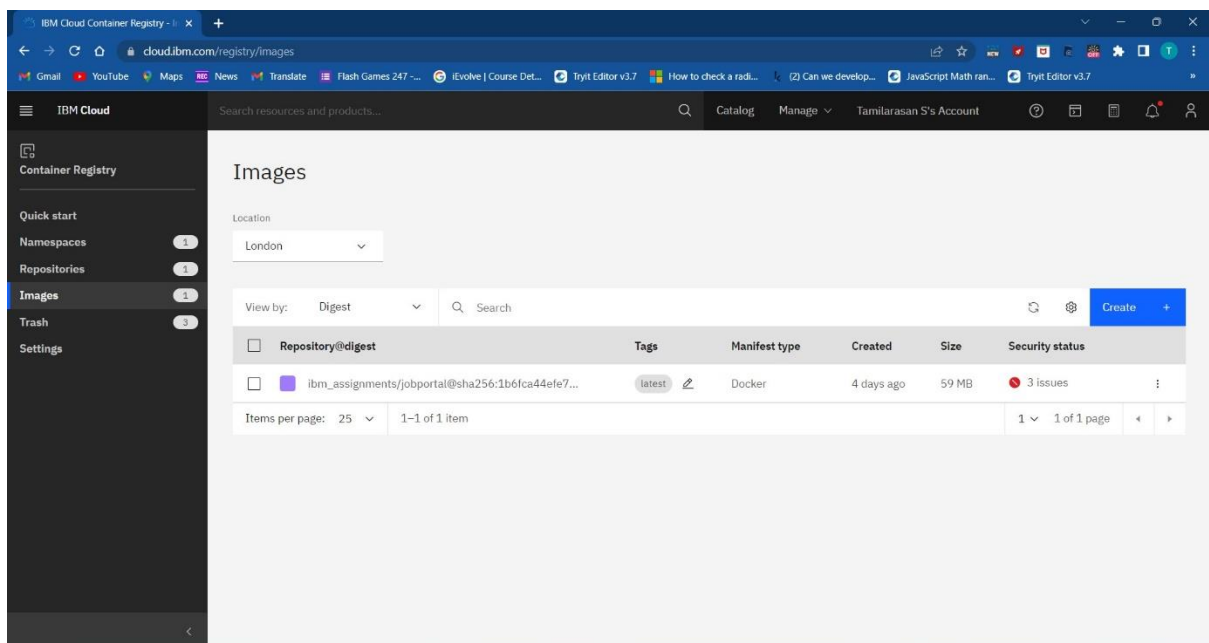 IBM Cloud Container Registry - I
cloud.ibm.com/registry/images
Gmail YouTube Maps REC News Translate Flash Games 247 -... iEvolve | Course Det... Tryit Editor v3.7 How to check a radi... (2) Can we develop... JavaScript Math ran... Tryit Editor v3.7 »
IBM Cloud Search resources and products... Catalog Manage Tamilarasan S's Account
Container Registry
Quick start
Namespaces 1
Repositories 1
Images 1
Trash 3
Settings
Images
Location
London
View by: Digest Search Create +
Repository@digest Tags Manifest type Created Size Security status
ibm_assignments/jobportal@sha256:1b6fca44efe7... latest Docker 4 days ago 59 MB 3 issues
Items per page: 25 1–1 of 1 item 1 1 of 1 page